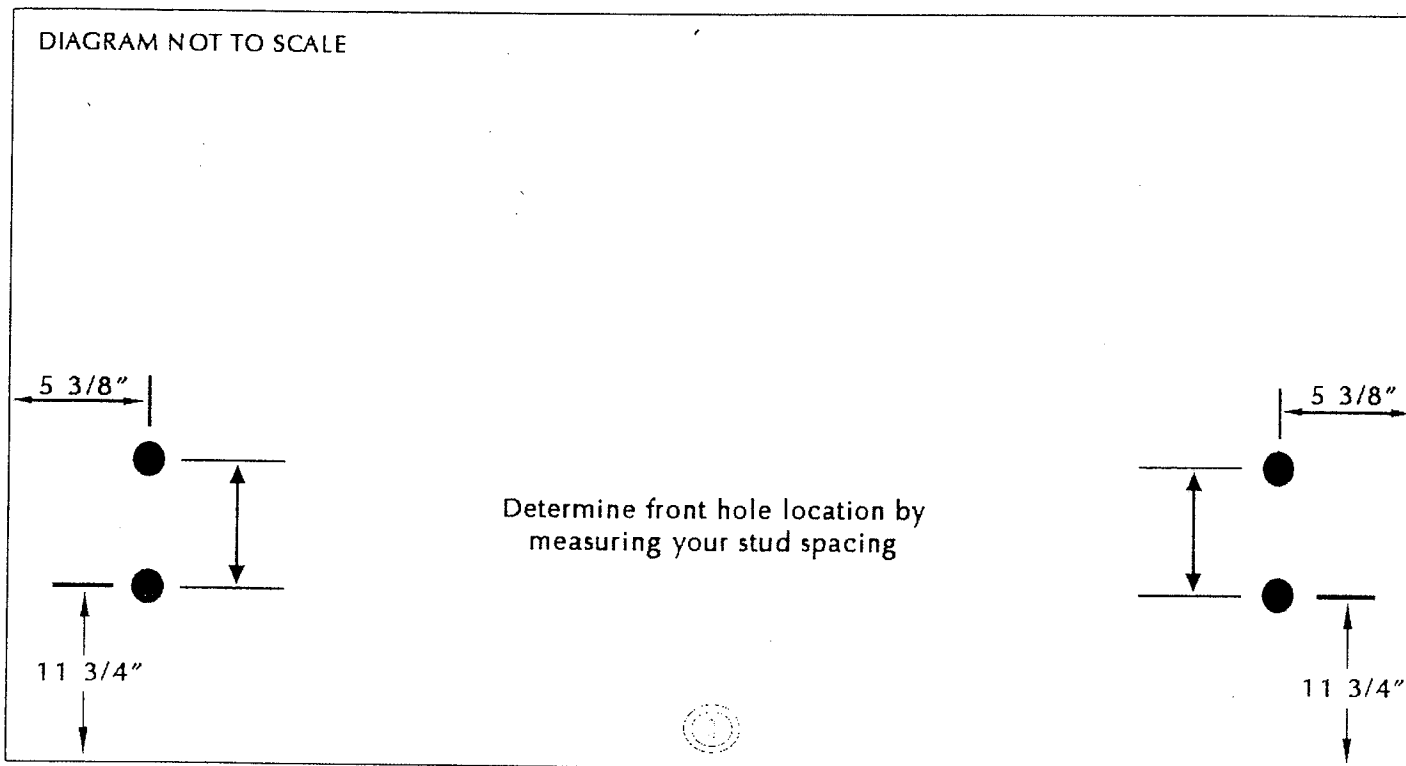 DIAGRAM NOT TO SCALE
5 3/8"
5 3/8"
Determine front hole location by
measuring your stud spacing
11 3/4"
11 3/4"